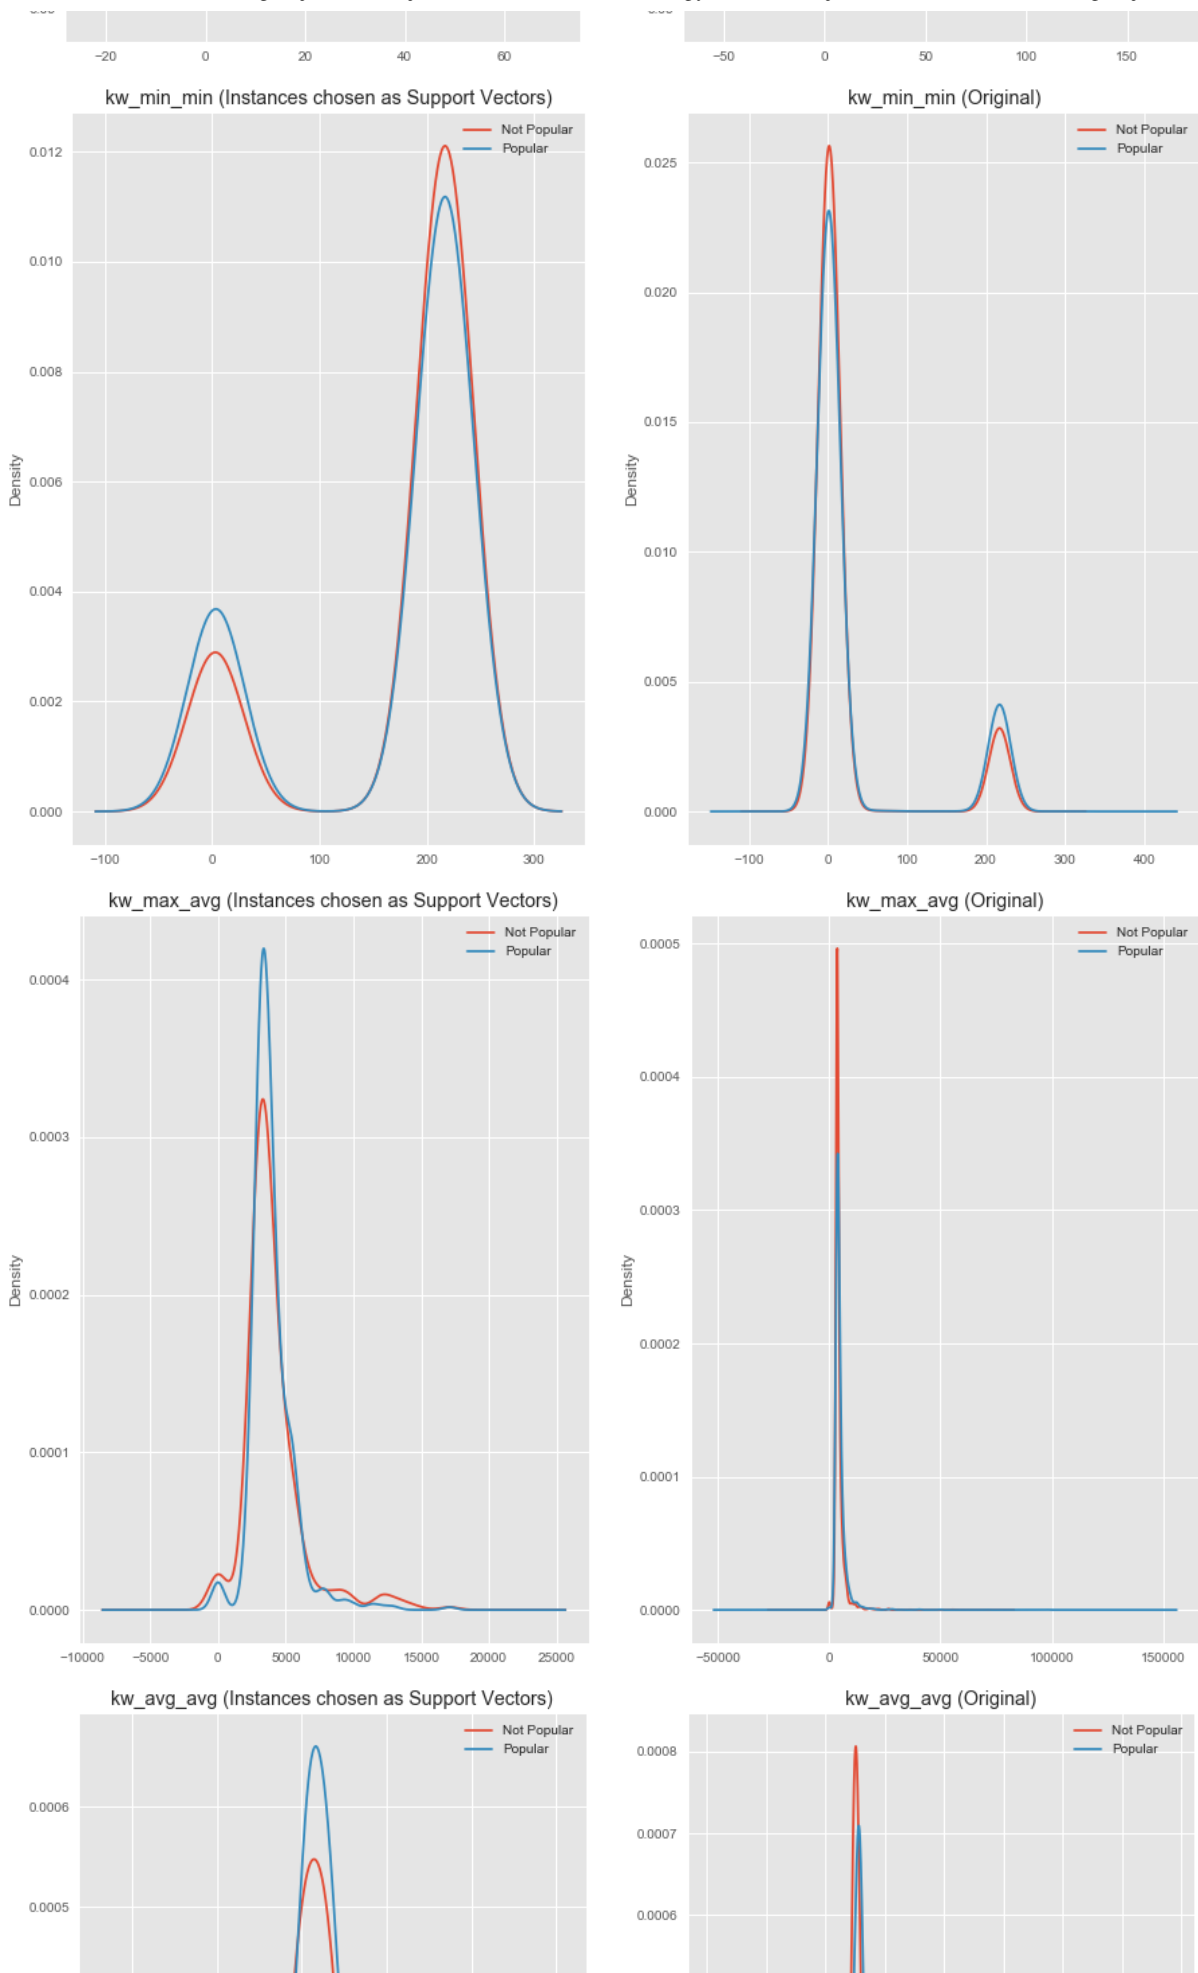 −20 0 20 40 60
−50 0 50 100 150
kw_min_min (Instances chosen as Support Vectors)
Not Popular
Popular
0.012
0.010
0.008
0.006
0.004
0.002
0.000
Density
−100 0 100 200 300
kw_min_min (Original)
Not Popular
Popular
0.025
0.020
0.015
0.010
0.005
0.000
Density
−100 0 100 200 300 400
kw_max_avg (Instances chosen as Support Vectors)
Not Popular
Popular
0.0004
0.0003
0.0002
0.0001
0.0000
Density
−10000 −5000 0 5000 10000 15000 20000 25000
kw_max_avg (Original)
Not Popular
Popular
0.0005
0.0004
0.0003
0.0002
0.0001
0.0000
Density
−50000 0 50000 100000 150000
kw_avg_avg (Instances chosen as Support Vectors)
Not Popular
Popular
0.0006
0.0005
kw_avg_avg (Original)
Not Popular
Popular
0.0008
0.0007
0.0006